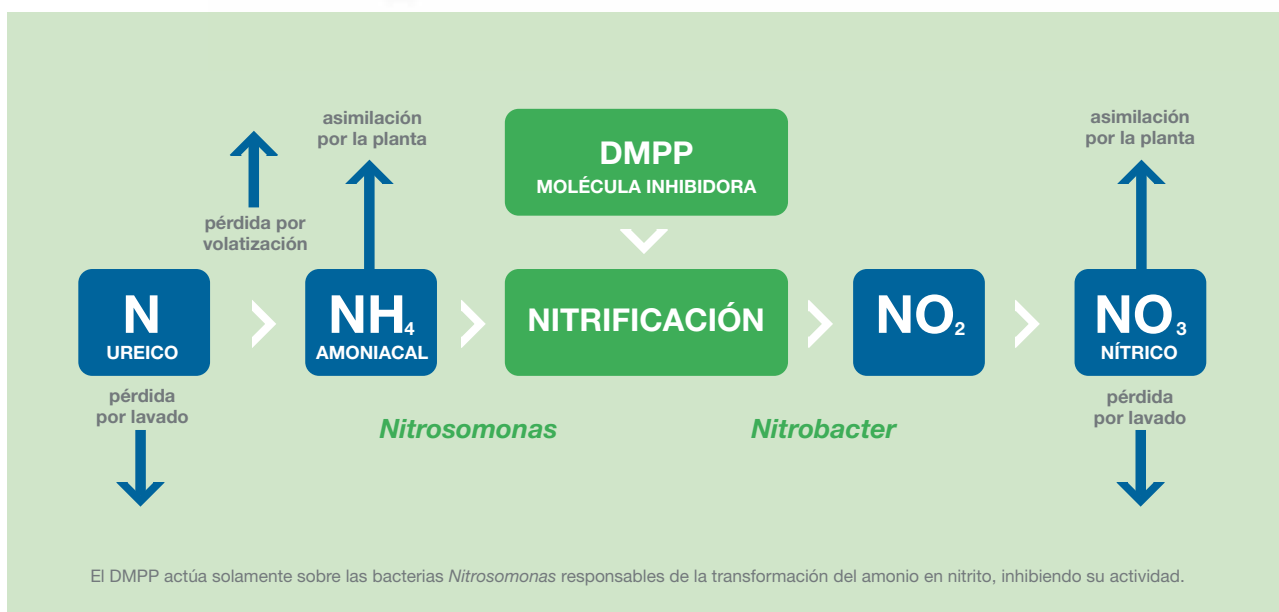 asimilación
por la planta
pérdida por
volatización
DMPP
MOLÉCULA INHIBIDORA
asimilación
por la planta
N
UREICO
NH₄
AMONIACAL
NITRIFICACIÓN
NO₂
NO₃
NÍTRICO
pérdida
por lavado
Nitrosomonas
Nitrobacter
pérdida
por lavado
El DMPP actúa solamente sobre las bacterias Nitrosomonas responsables de la transformación del amonio en nitrito, inhibiendo su actividad.